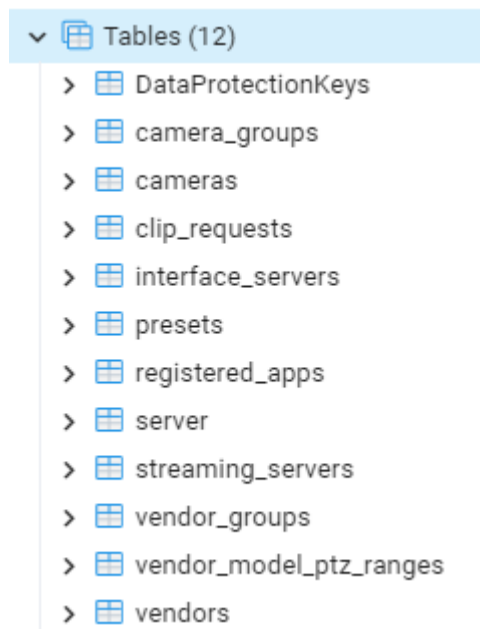 Tables (12)
DataProtectionKeys
camera_groups
cameras
clip_requests
interface_servers
presets
registered_apps
server
streaming_servers
vendor_groups
vendor_model_ptz_ranges
vendors